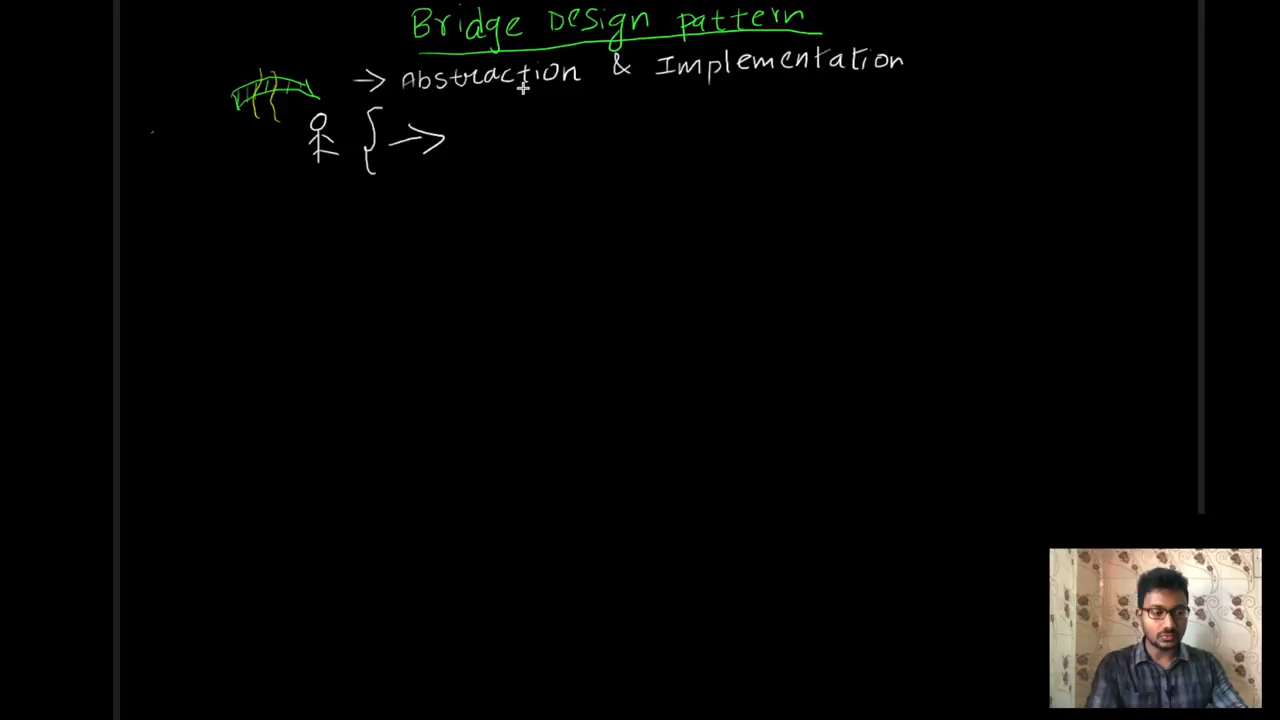 Bridge Design pattern
→ Abstraction & Implementation